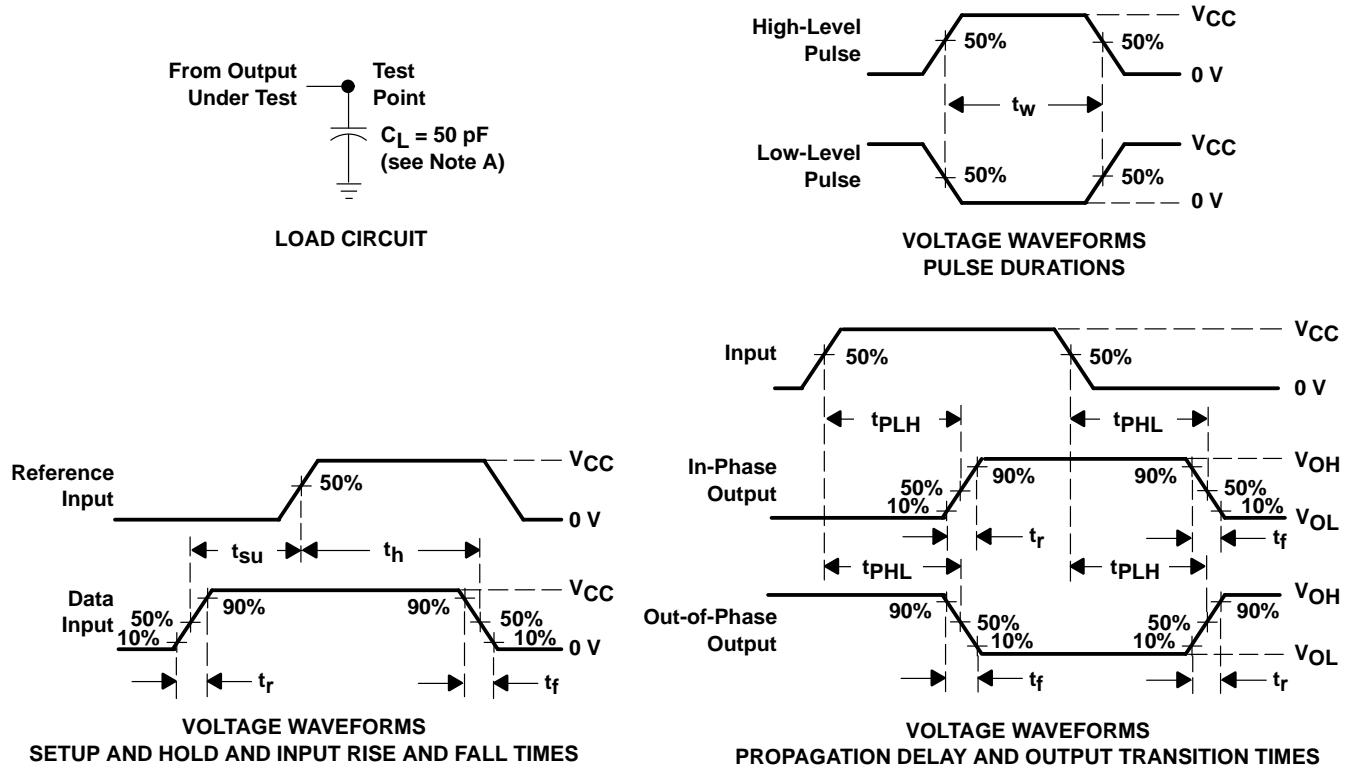 From Output
Under Test
Test
Point
CL = 50 pF
(see Note A)
LOAD CIRCUIT
High-Level
Pulse
50%
50%
VCC
0 V
tw
Low-Level
Pulse
50%
50%
VCC
0 V
VOLTAGE WAVEFORMS
PULSE DURATIONS
Reference
Input
50%
VCC
0 V
tsu
th
Data
Input
50%
10%
90%
90%
50%
10%
VCC
0 V
tr
tf
VOLTAGE WAVEFORMS
SETUP AND HOLD AND INPUT RISE AND FALL TIMES
Input
50%
50%
VCC
0 V
tPLH
tPHL
In-Phase
Output
50%
10%
90%
90%
50%
10%
VOH
VOL
tr
tf
tPHL
tPLH
Out-of-Phase
Output
90%
50%
10%
50%
10%
90%
VOH
VOL
tf
tr
VOLTAGE WAVEFORMS
PROPAGATION DELAY AND OUTPUT TRANSITION TIMES